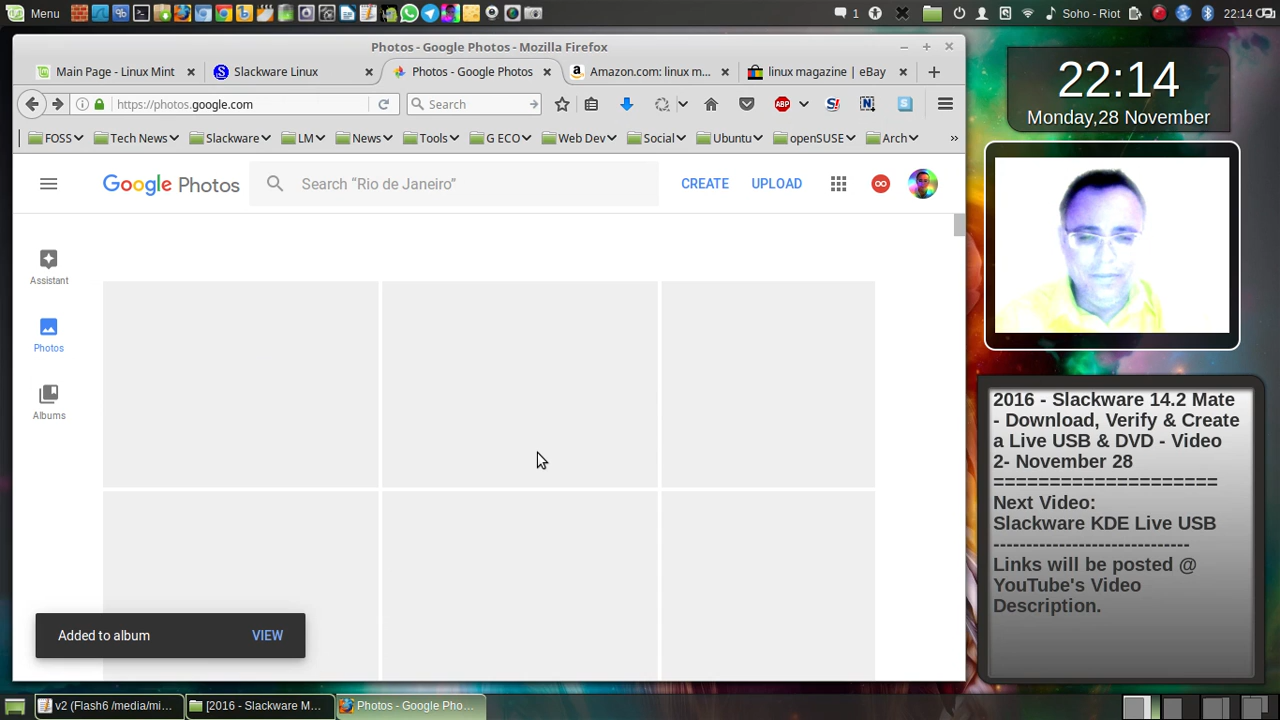 Menu
1
Soho - Riot
22:14
Photos - Google Photos - Mozilla Firefox
Main Page - Linux Mint
Slackware Linux
Photos - Google Photos
Amazon.com: linux m...
linux magazine | eBay
https://photos.google.com
Search
ABP
FOSS
Tech News
Slackware
LM
News
Tools
G ECO
Web Dev
Social
Ubuntu
openSUSE
Arch
»
Google Photos
Search “Rio de Janeiro”
CREATE
UPLOAD
Assistant
Photos
Albums
Added to album
VIEW
22:14
Monday,28 November
2016 - Slackware 14.2 Mate
- Download, Verify & Create
a Live USB & DVD - Video
2- November 28
====================
Next Video:
Slackware KDE Live USB
----------------------------
Links will be posted @
YouTube's Video
Description.
v2 (Flash6 /media/mi...
[2016 - Slackware M...
Photos - Google Pho...